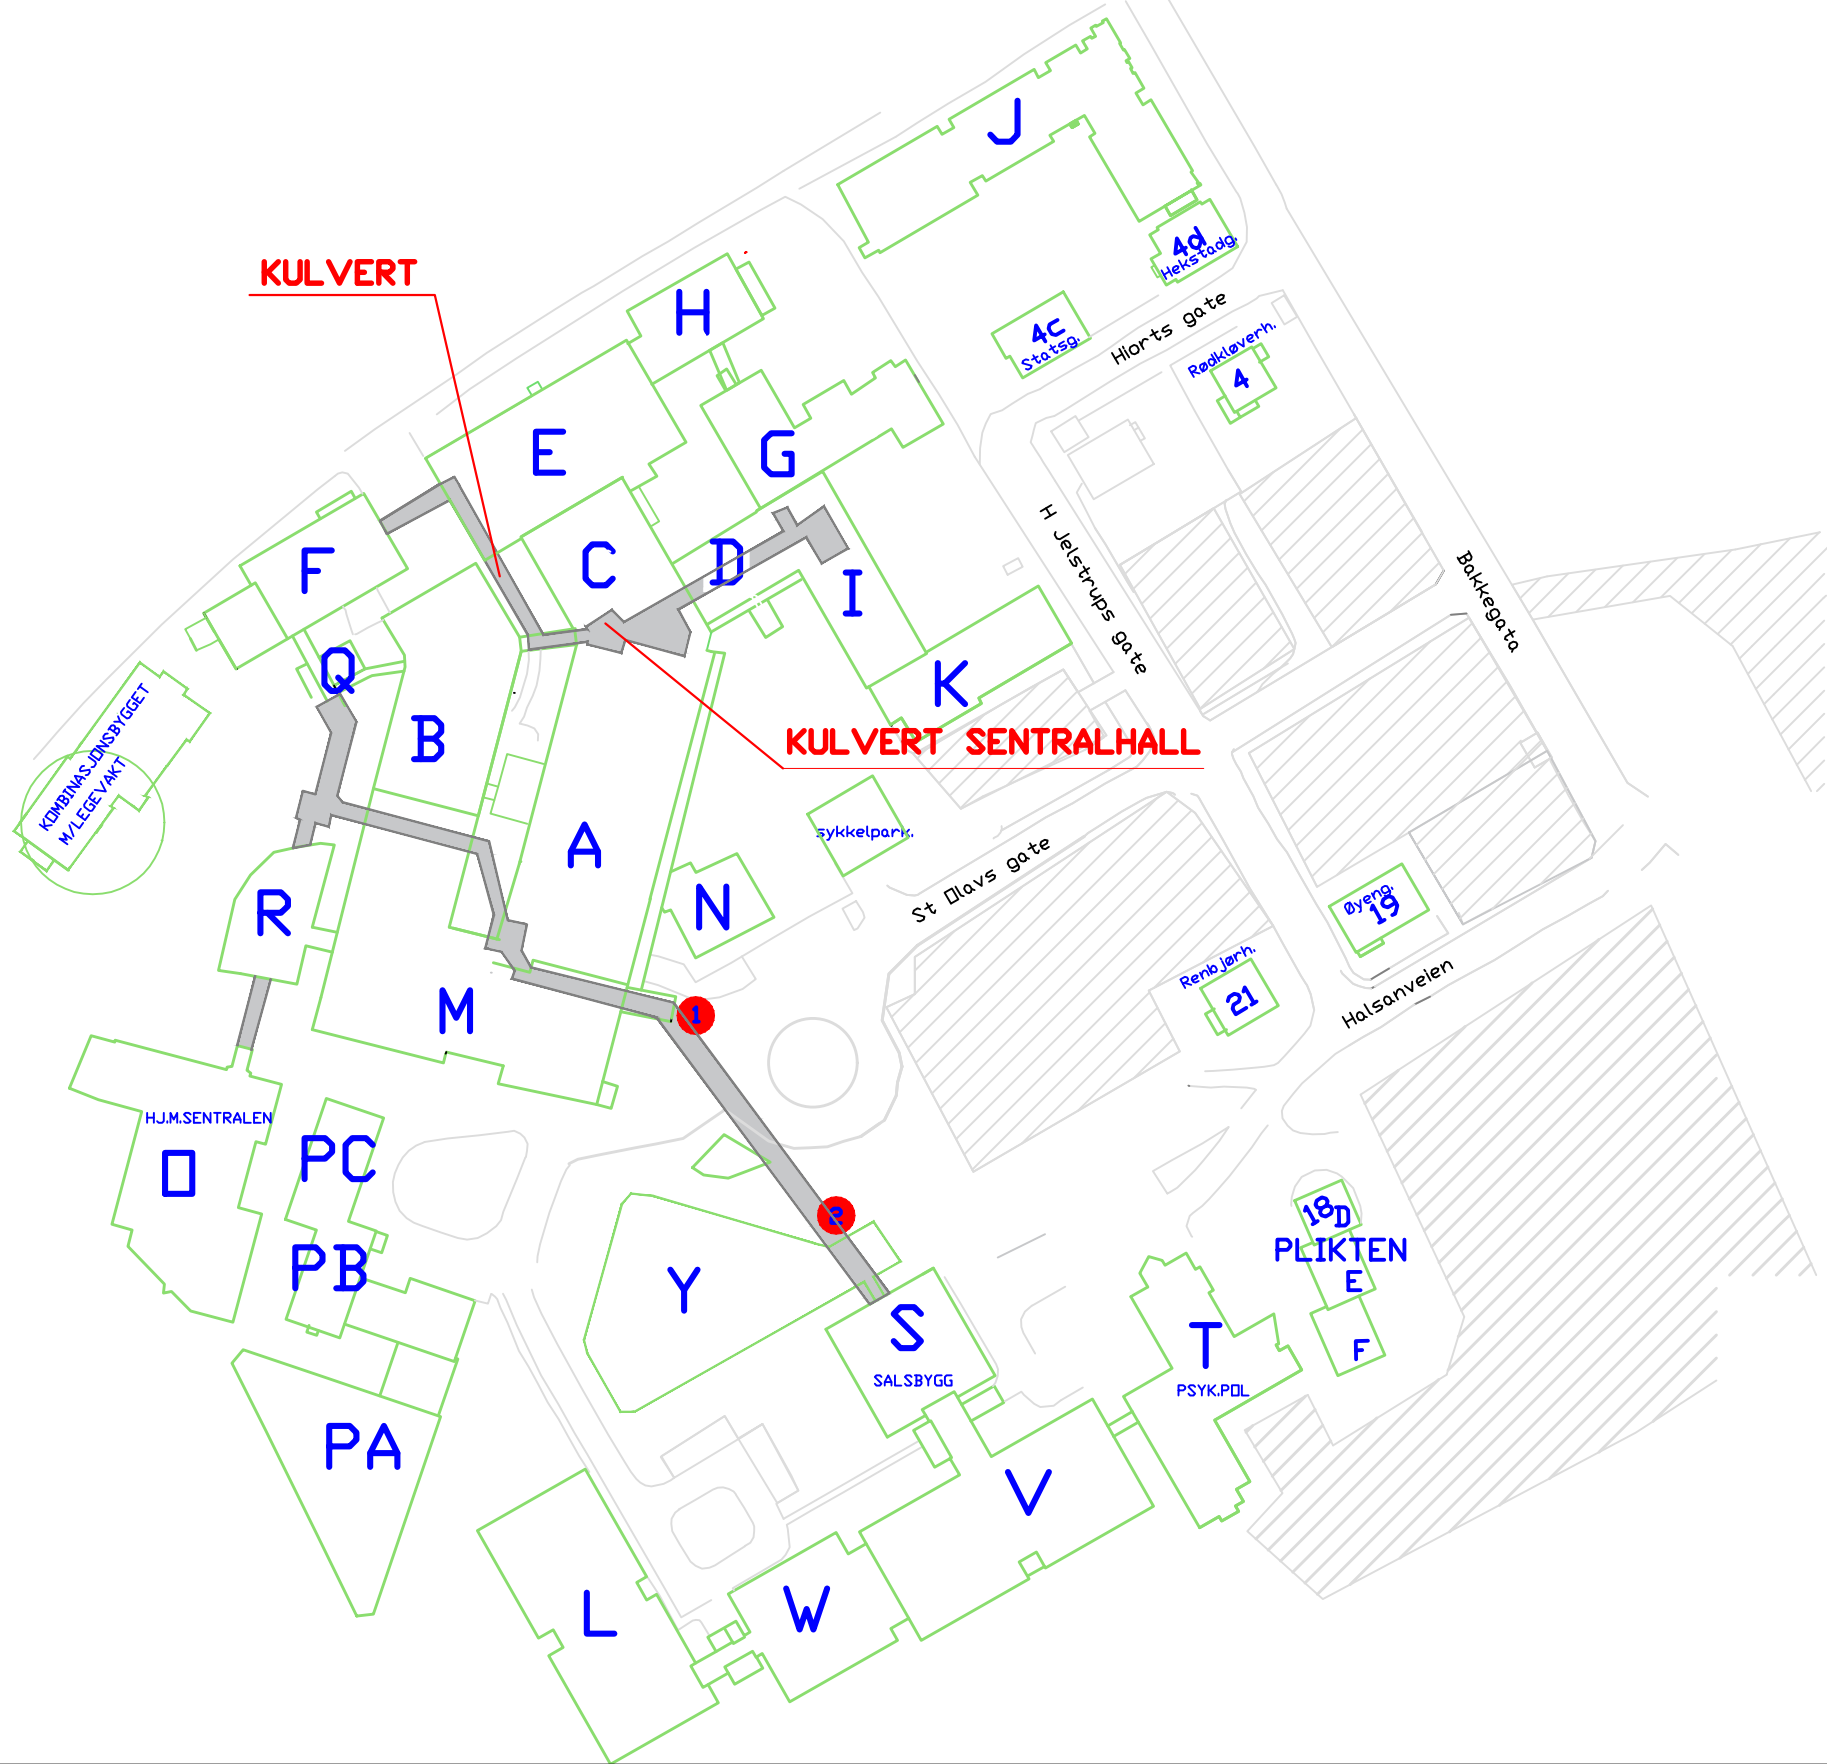 J
4d
Hekstadg.
KULVERT
H
4c
Statsg.
Hiorts gate
Rødkløverh.
4
E
G
F
C
D
I
H Jelstrups gate
Bakkegata
Q
K
B
KOMBINASJONSBYGGET
M/LEGEVAKT
KULVERT SENTRALHALL
A
sykkelpark.
N
St Olavs gate
Øyeng.
19
R
Renbjørh.
21
Halsanveien
M
1
HJ.M.SENTRALEN
O
PC
PB
2
Y
18D
PLIKTEN
E
F
S
SALSBYGG
T
PSYK.POL
PA
V
L
W